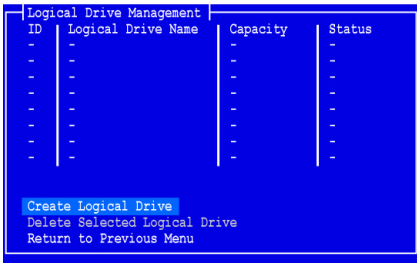 Logical Drive Management
ID Logical Drive Name Capacity Status
- - - -
- - - -
- - - -
- - - -
- - - -
- - - -
- - - -
- - - -
Create Logical Drive
Delete Selected Logical Drive
Return to Previous Menu